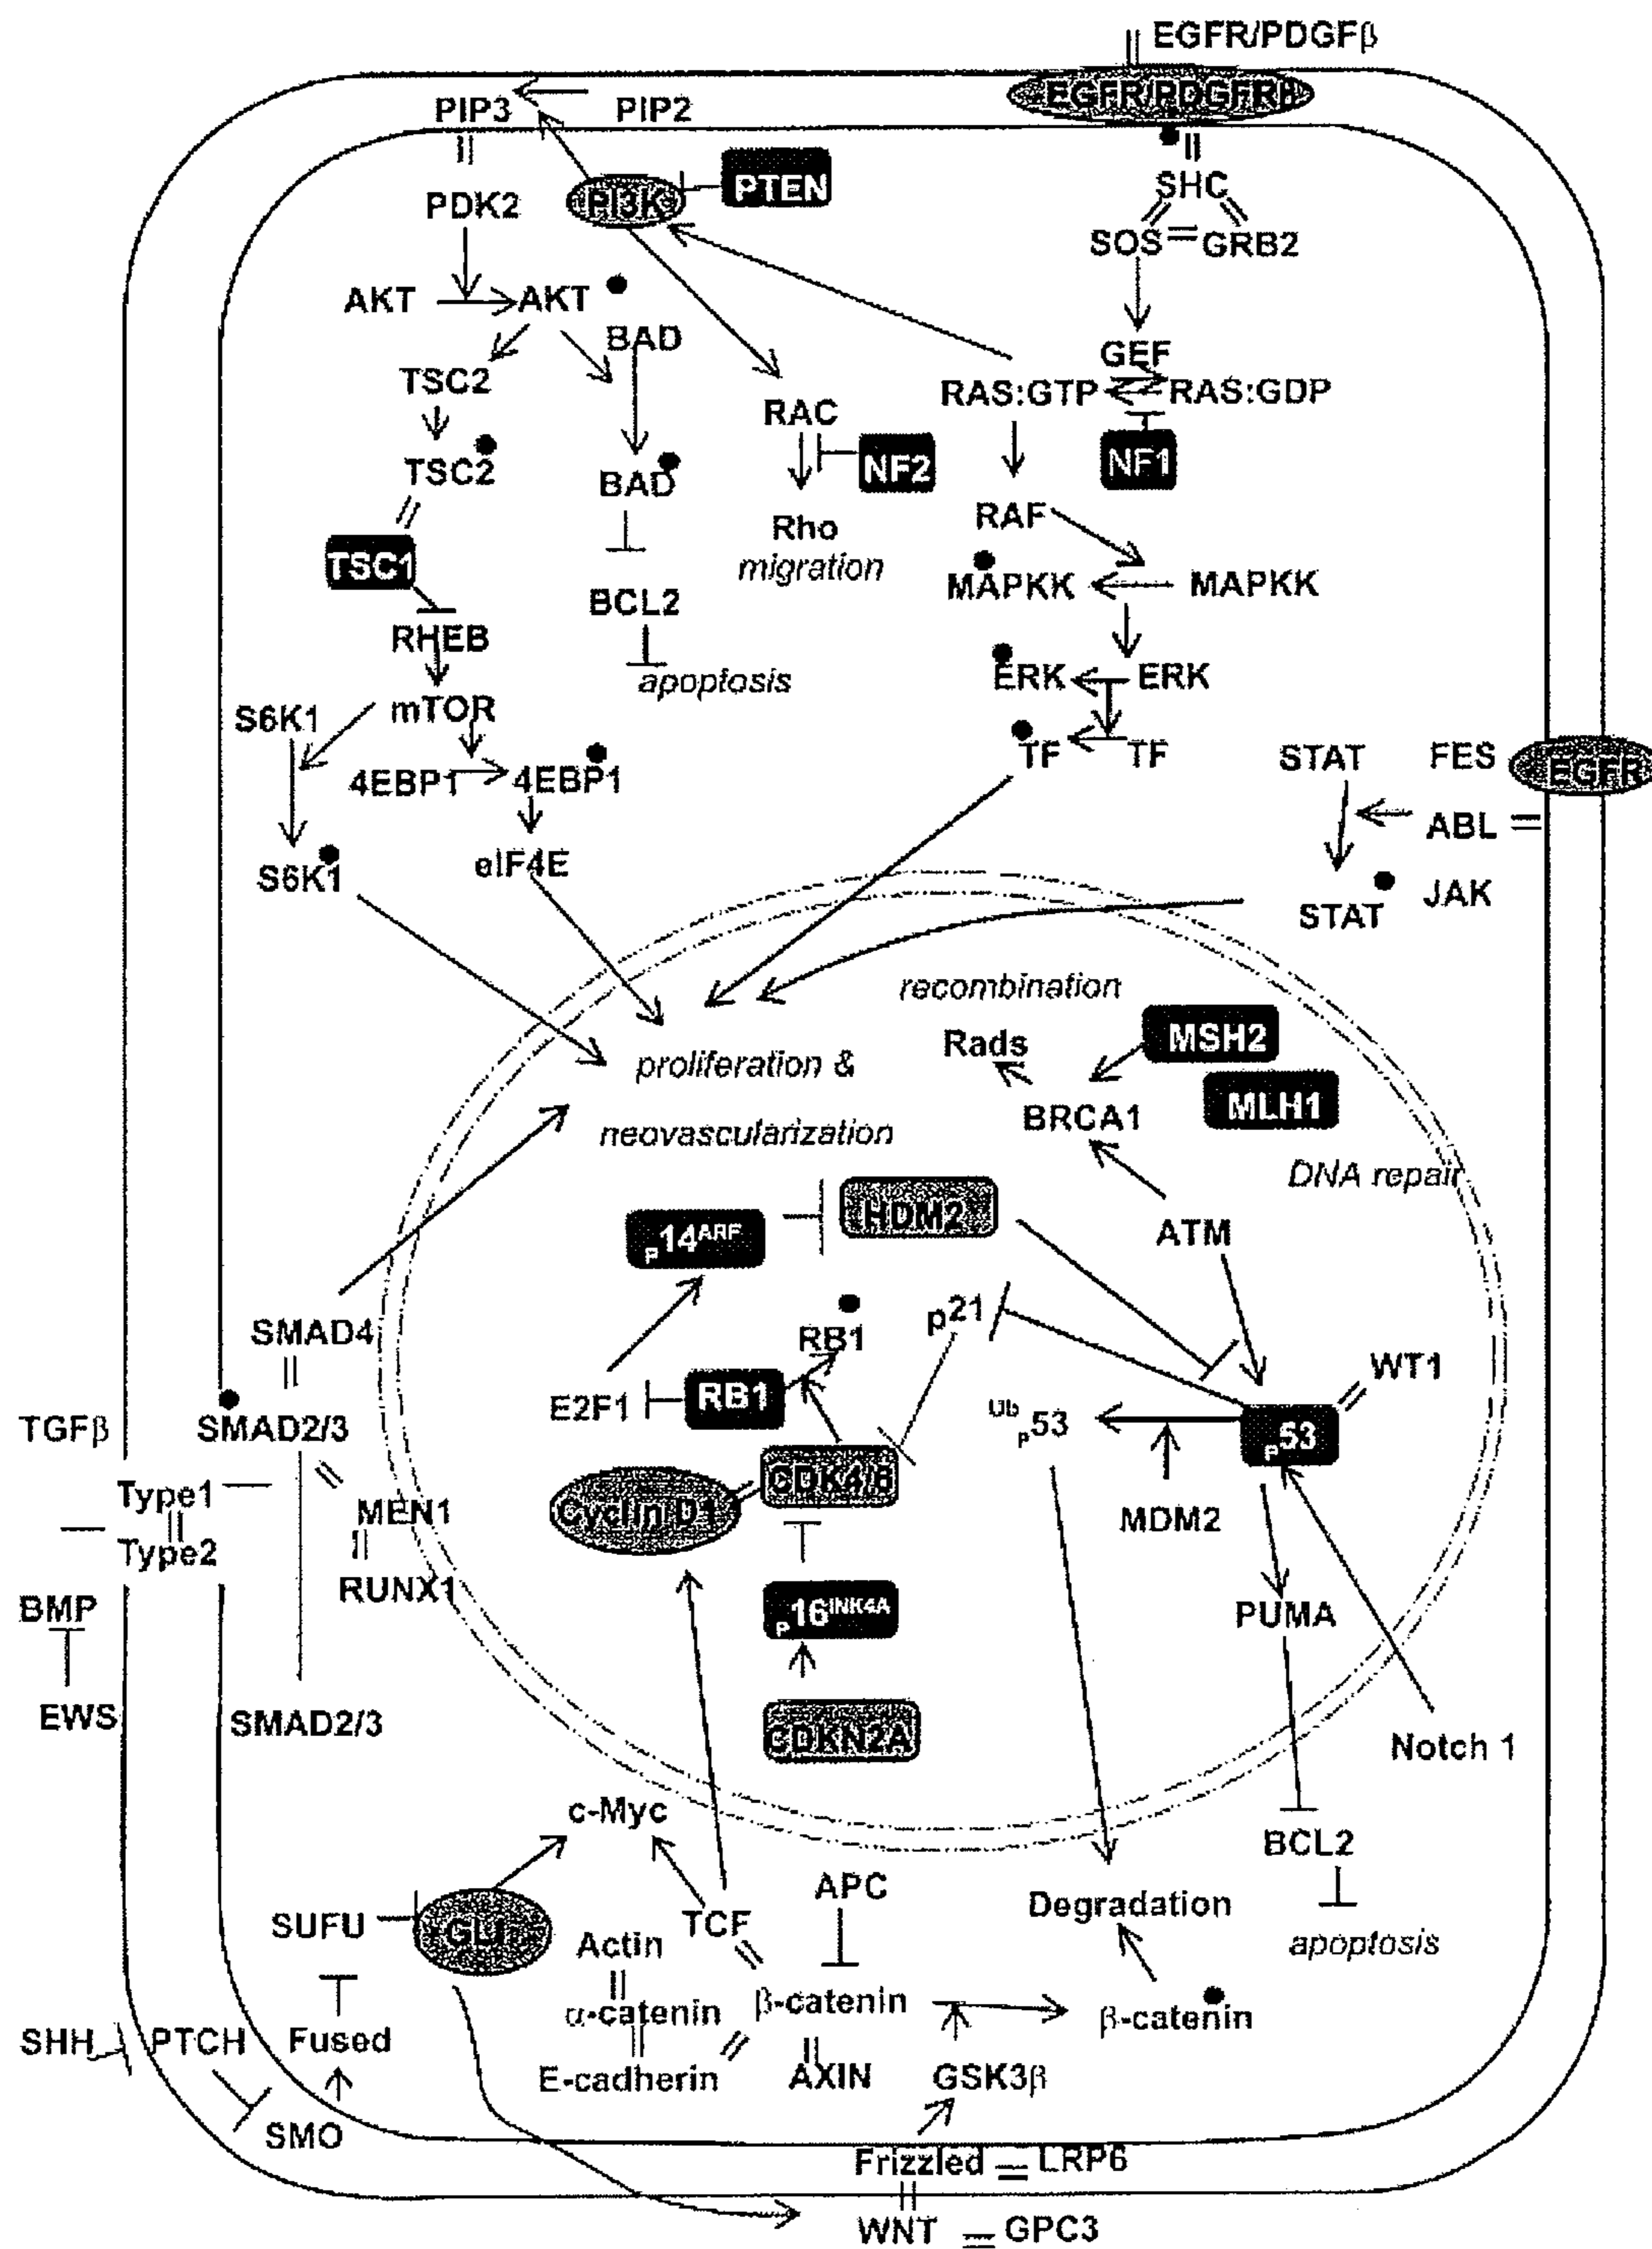 EGFR/PDGFβ
EGFR/PDGFRβ
PIP3 PIP2
PTEN
PI3K
SHC
PDK2
SOS GRB2
AKT AKT
BAD
GEF
TSC2
RAS:GTP RAS:GDP
RAC
NF2 NF1
TSC2
BAD
RAF
Rho
migration
TSC1
MAPKK MAPKK
BCL2
RHEB
apoptosis
ERK ERK
S6K1
mTOR
TF TF
STAT FES EGFR
4EBP1 4EBP1
ABL
S6K1
eIF4E
JAK
STAT
recombination
Rads
MSH2
proliferation &
MLH1
BRCA1
neovascularization
DNA repair
HDM2
p14ARF
ATM
p21
SMAD4
RB1
WT1
E2F1 RB1
TGFβ SMAD2/3
Ub
p53
p53
CDK4/6
Type1
MEN1
Cyclin D1
MDM2
Type2
RUNX1
BMP
p16INK4A
PUMA
EWS
SMAD2/3
CDKN2A
Notch 1
c-Myc
BCL2
APC
Degradation
SUFU GLI TCF
Actin
apoptosis
α-catenin β-catenin β-catenin
SHH PTCH Fused
E-cadherin AXIN GSK3β
SMO
Frizzled LRP6
WNT GPC3